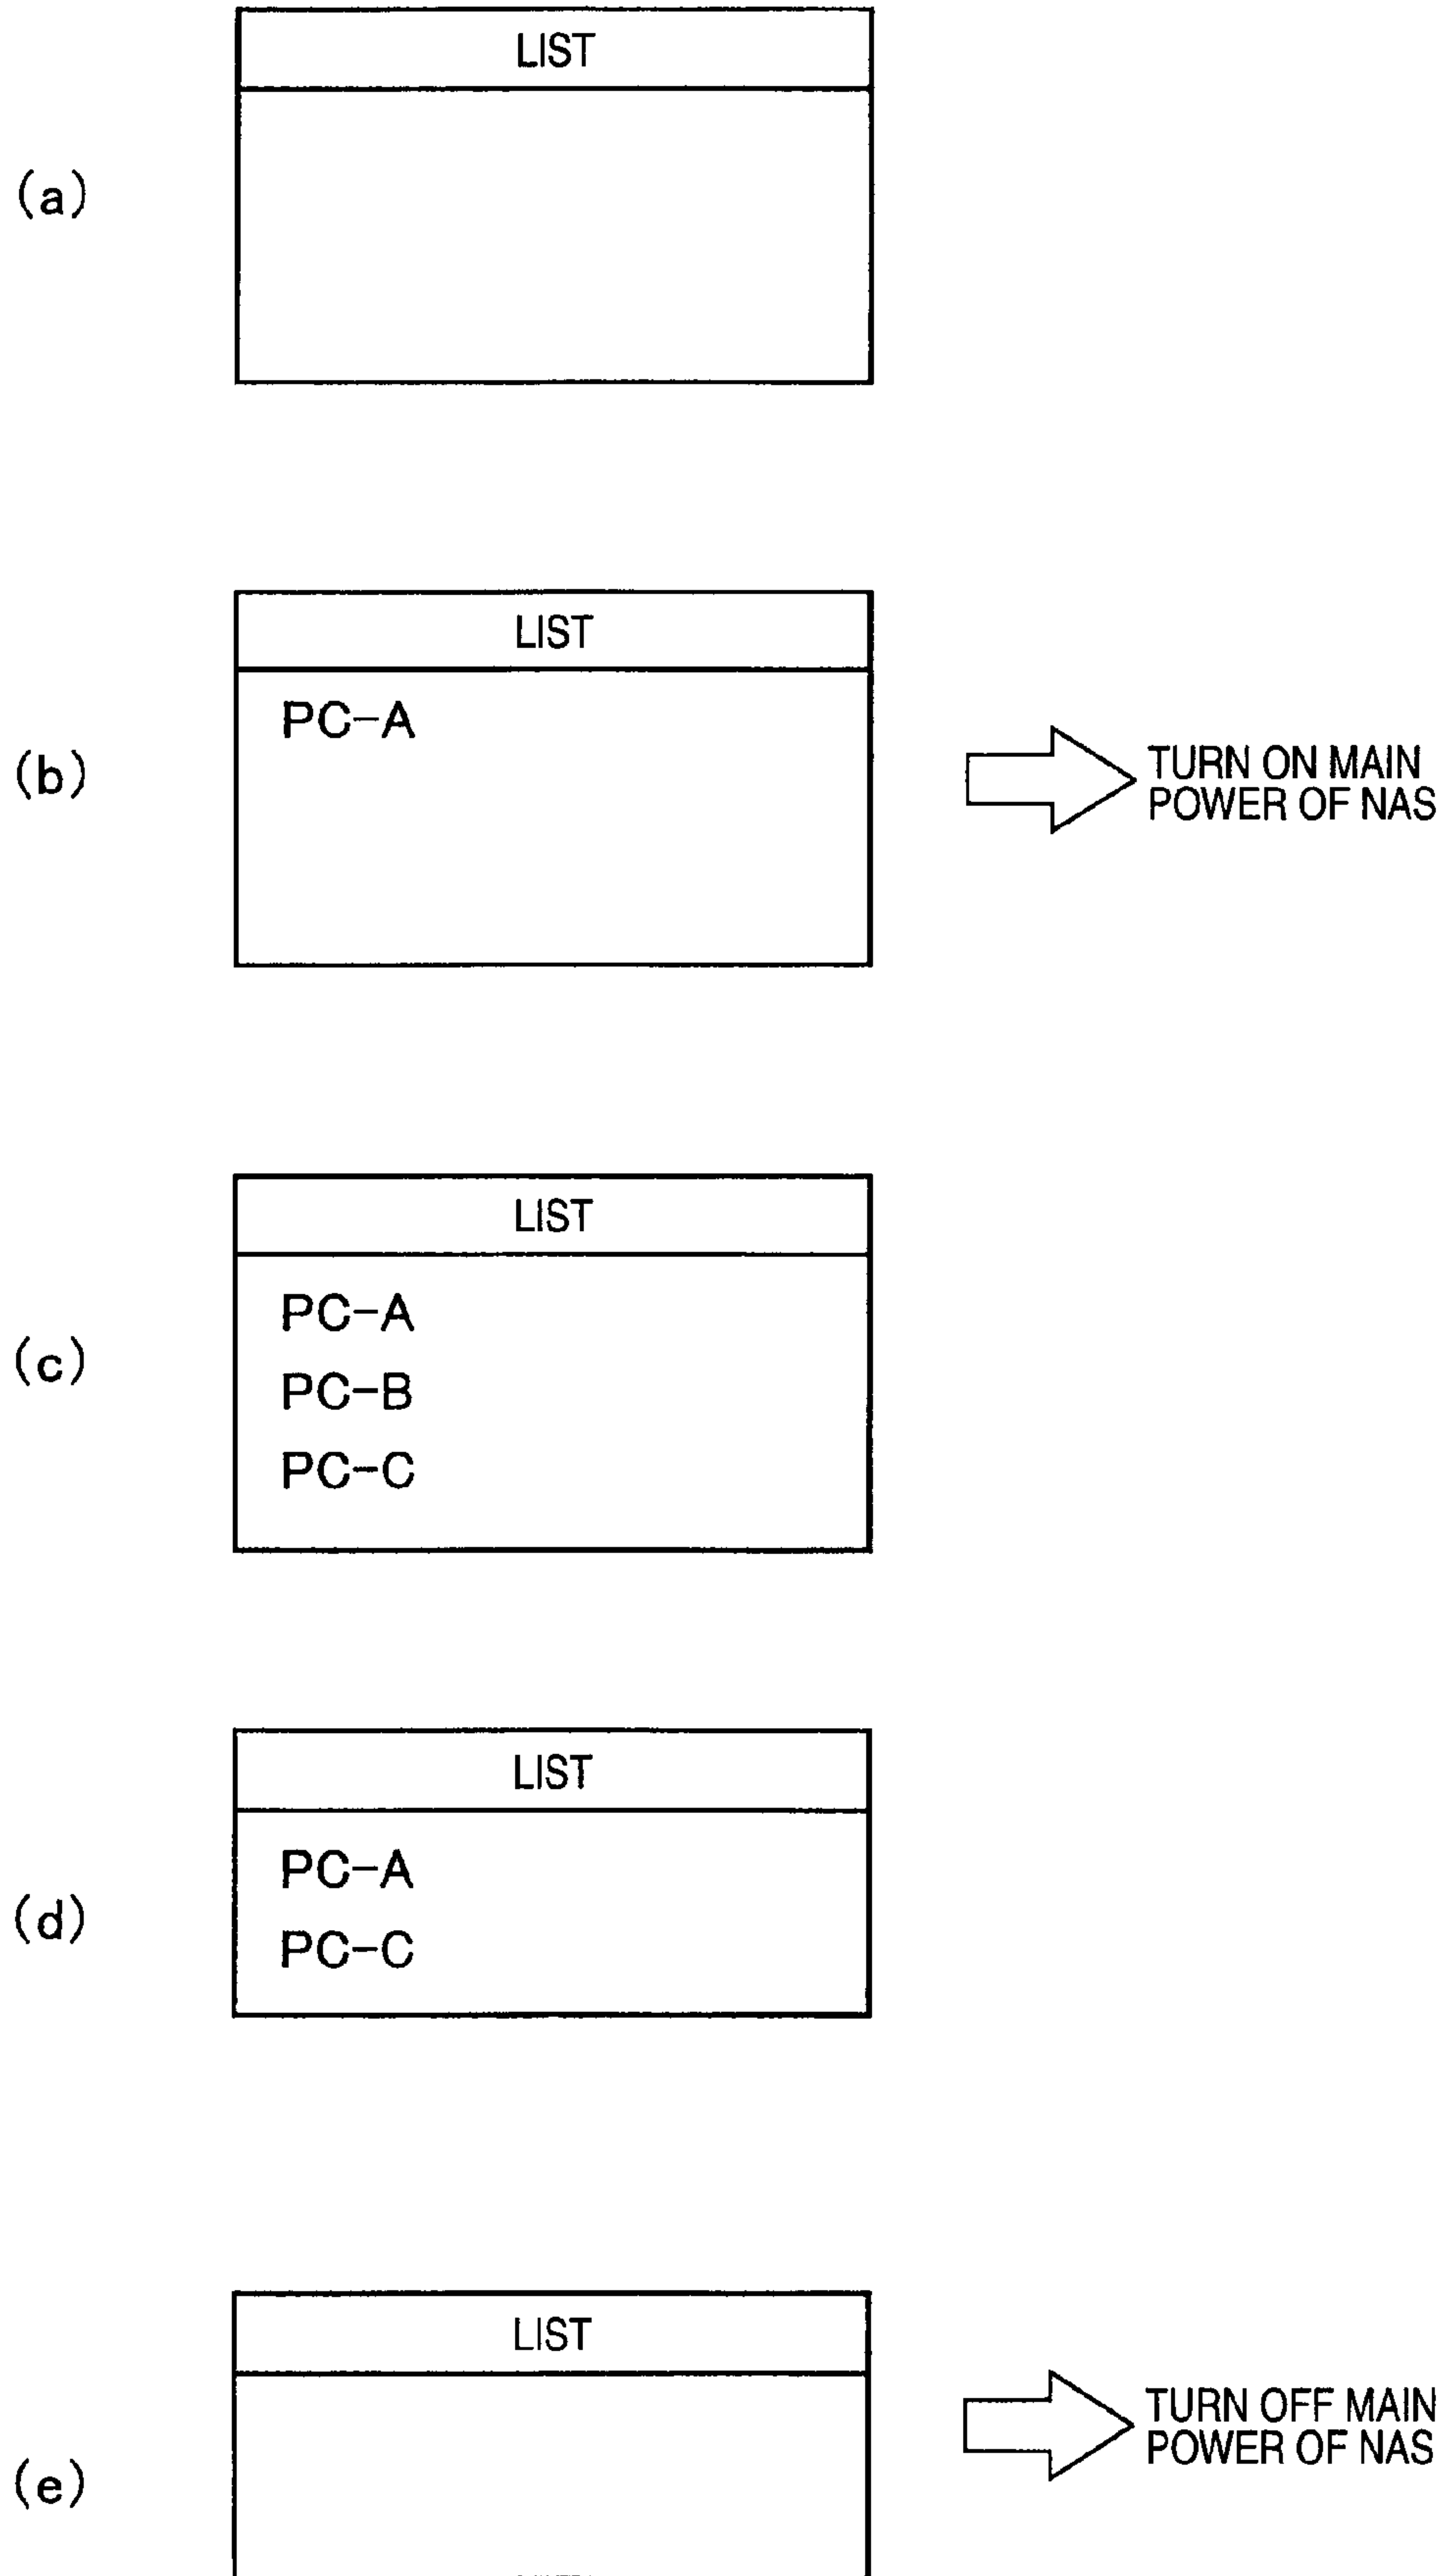 LIST
(a)
LIST
PC-A
(b)
TURN ON MAIN
POWER OF NAS
LIST
PC-A
PC-B
(c)
PC-C
LIST
PC-A
(d)
PC-C
LIST
TURN OFF MAIN
POWER OF NAS
(e)